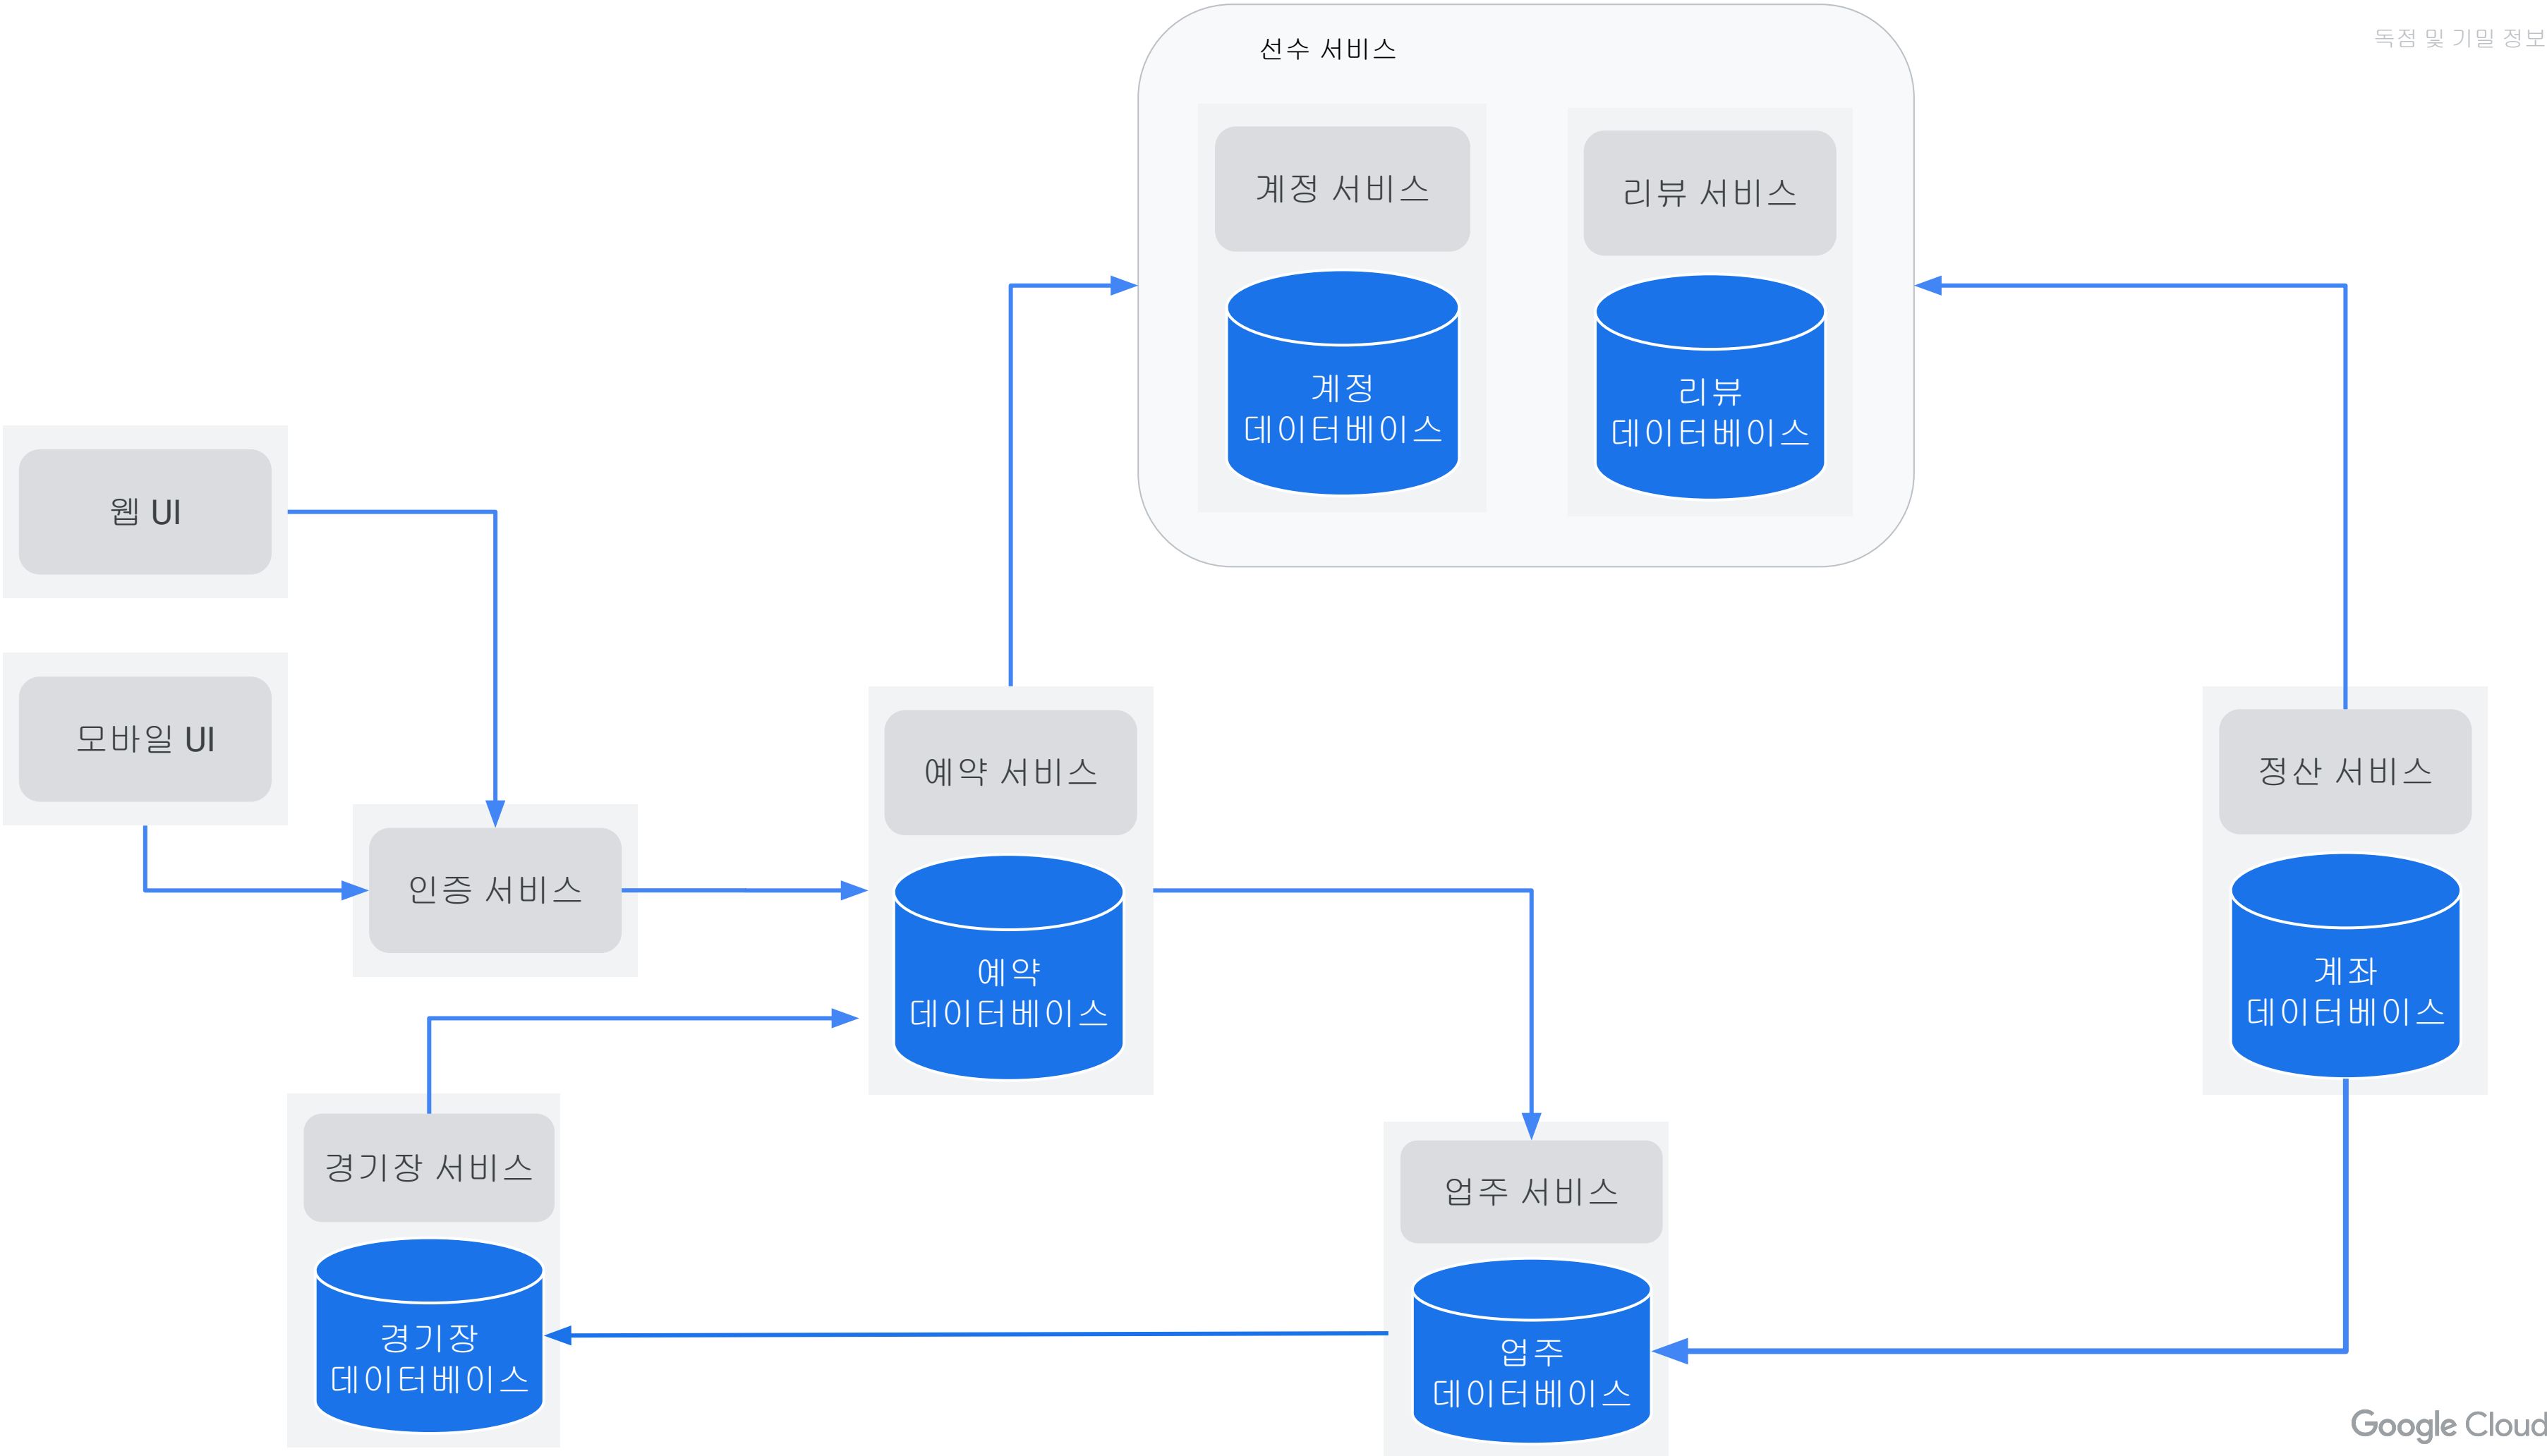 독점 및 기밀 정보
선수 서비스
계정 서비스
리뷰 서비스
계정
데이터베이스
리뷰
데이터베이스
웹 UI
모바일 UI
인증 서비스
예약 서비스
예약
데이터베이스
정산 서비스
계좌
데이터베이스
경기장 서비스
경기장
데이터베이스
업주 서비스
업주
데이터베이스
Google Cloud